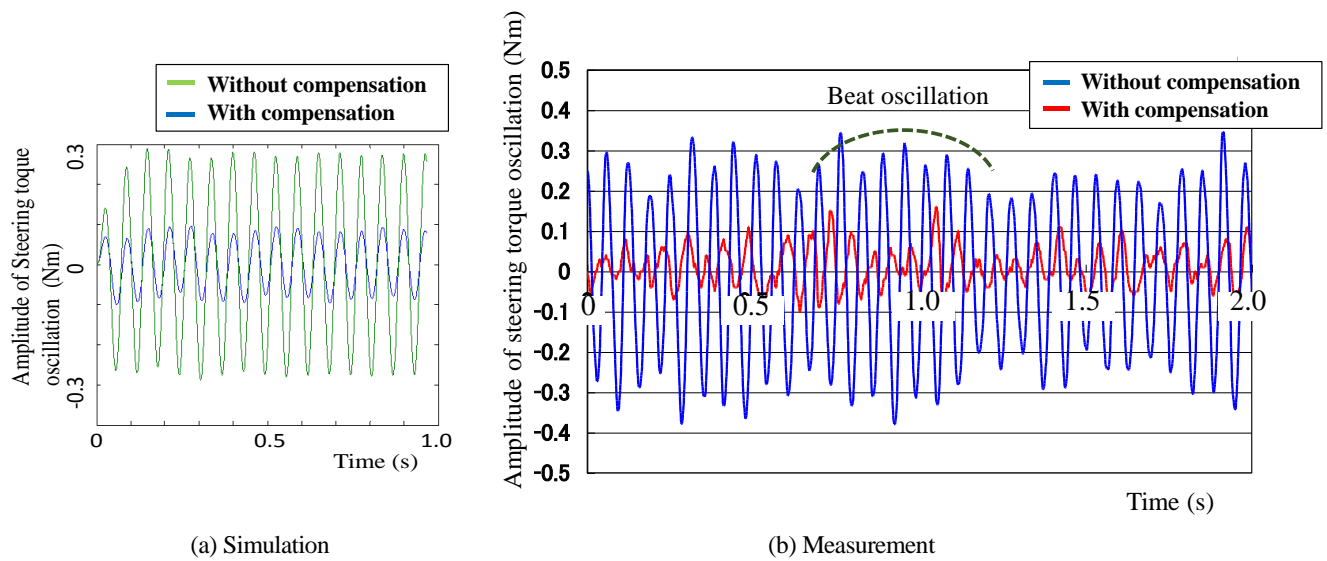 Without compensation
With compensation
Amplitude of Steering toque
oscillation (Nm)
0.3
0
-0.3
0
0.5
1.0
Time (s)
(a) Simulation
Amplitude of steering torque oscillation (Nm)
Without compensation
With compensation
Beat oscillation
0.5
0.4
0.3
0.2
0.1
0
-0.1
-0.2
-0.3
-0.4
-0.5
0
0.5
1.0
1.5
2.0
Time (s)
(b) Measurement